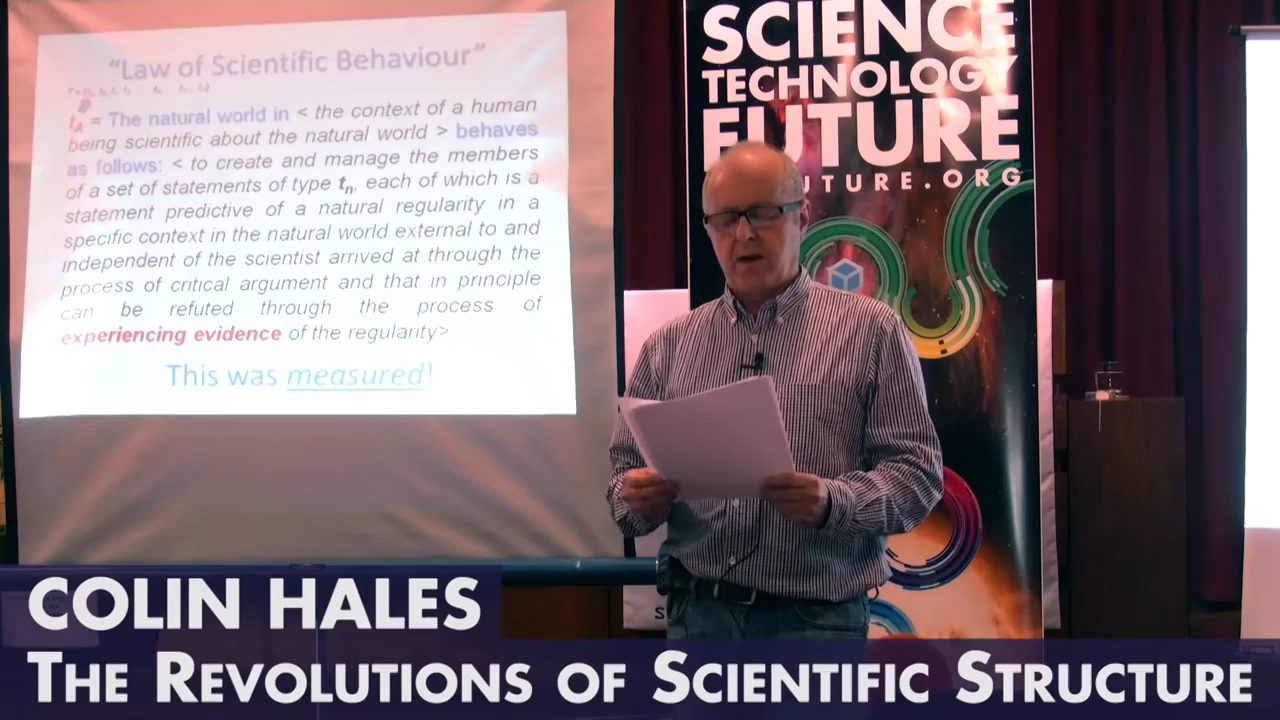 "Law of Scientific Behaviour"
tA = The natural world in < the context of a human
being scientific about the natural world > behaves
as follows: < to create and manage the members
of a set of statements of type tn, each of which is a
statement predictive of a natural regularity in a
specific context in the natural world external to and
independent of the scientist arrived at through the
process of critical argument and that in principle
can be refuted through the process of
experiencing evidence of the regularity>
This was measured!
SCIENCE
TECHNOLOGY
FUTURE
UTURE.ORG
COLIN HALES
THE REVOLUTIONS OF SCIENTIFIC STRUCTURE